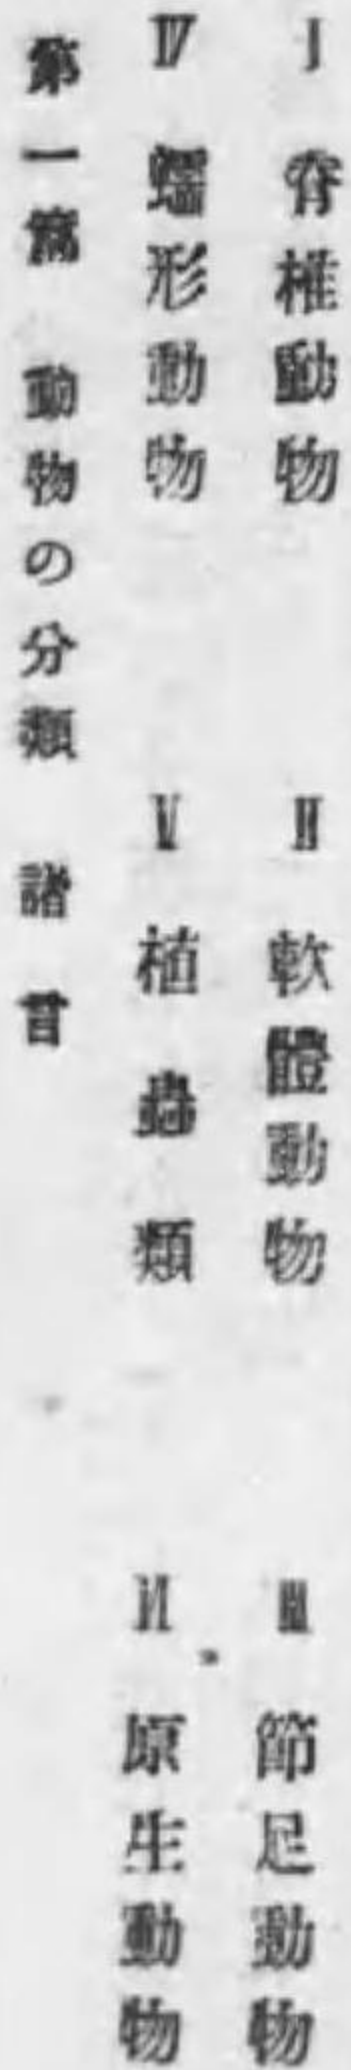 Ⅰ 脊椎動物 Ⅱ 軟體動物 Ⅲ 節足動物
Ⅳ 蠕形動物 Ⅴ 植蟲類 Ⅵ 原生動物
第一篇 動物の分類 諸言